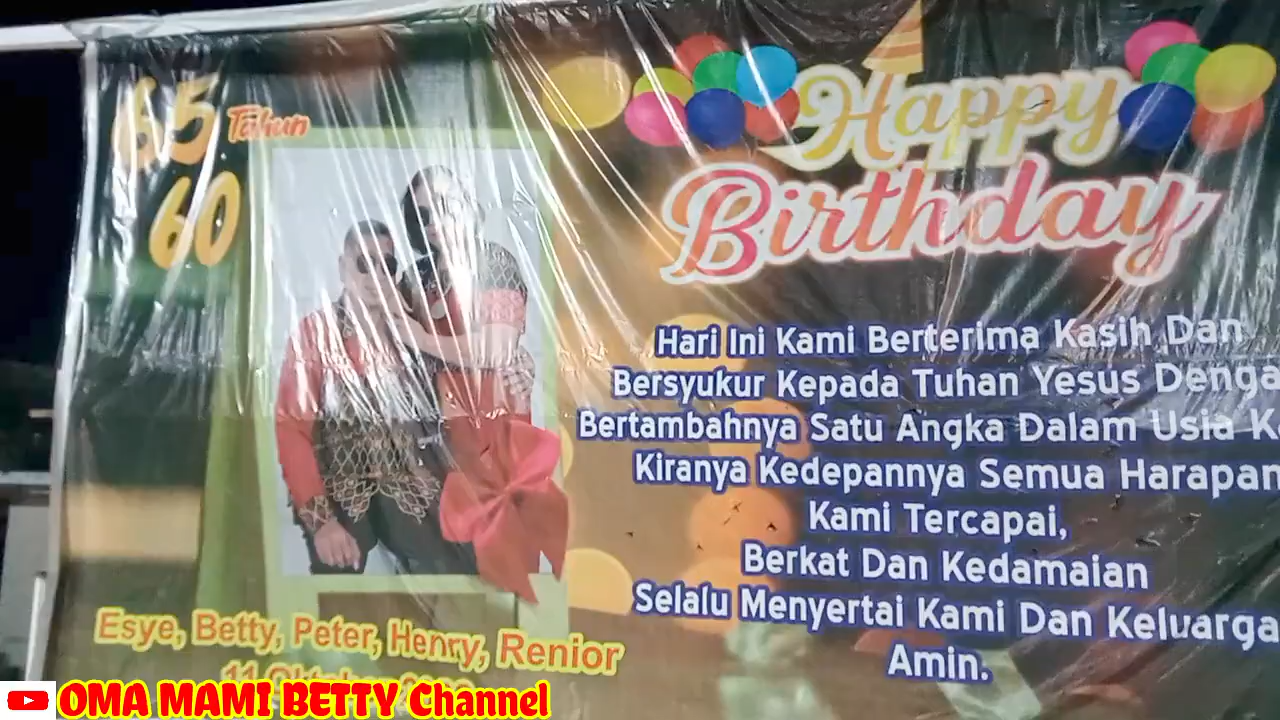 65 Tahun
60
Happy
Birthday
Hari Ini Kami Berterima Kasih Dan
Bersyukur Kepada Tuhan Yesus Denga
Bertambahnya Satu Angka Dalam Usia K
Kiranya Kedepannya Semua Harapan
Kami Tercapai,
Berkat Dan Kedamaian
Selalu Menyertai Kami Dan Keluarga
Amin.
Esye, Betty, Peter, Henry, Renior
11 Oktober
OMA MAMI BETTY Channel